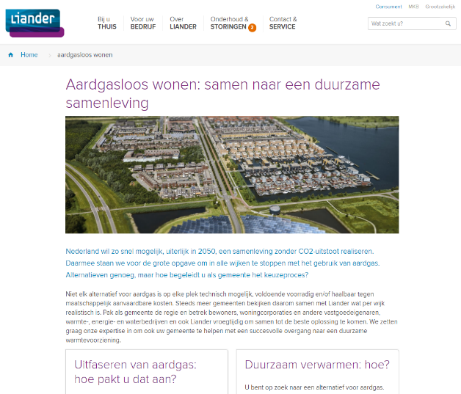 Consument MKB Grootzakelijk
Liander
Bij u Voor uw Over Onderhoud & Contact &
THUIS BEDRIJF LIANDER STORINGEN SERVICE
Wat zoekt u?
Home aardgasloos wonen
Aardgasloos wonen: samen naar een duurzame
samenleving
Nederland wil zo snel mogelijk, uiterlijk in 2050, een samenleving zonder CO2-uitstoot realiseren.
Daarmee staan we voor de grote opgave om in alle wijken te stoppen met het gebruik van aardgas.
Alternatieven genoeg, maar hoe begeleidt u als gemeente het keuzeproces?
Niet elk alternatief voor aardgas is op elke plek technisch mogelijk, voldoende voorradig en/of haalbaar tegen
maatschappelijk aanvaardbare kosten. Steeds meer gemeenten bekijken daarom samen met Liander wat per wijk
realistisch is. Pak als gemeente de regie en betrek bewoners, woningcorporaties en andere vastgoedeigenaren,
warmte-, energie- en waterbedrijven en ook Liander vroegtijdig om samen tot de beste oplossing te komen. We zetten
graag onze expertise in om ook uw gemeente te helpen met een succesvolle overgang naar een duurzame
warmtevoorziening.
Uitfaseren van aardgas:
hoe pakt u dat aan?
Duurzaam verwarmen: hoe?
U bent op zoek naar een alternatief voor aardgas.